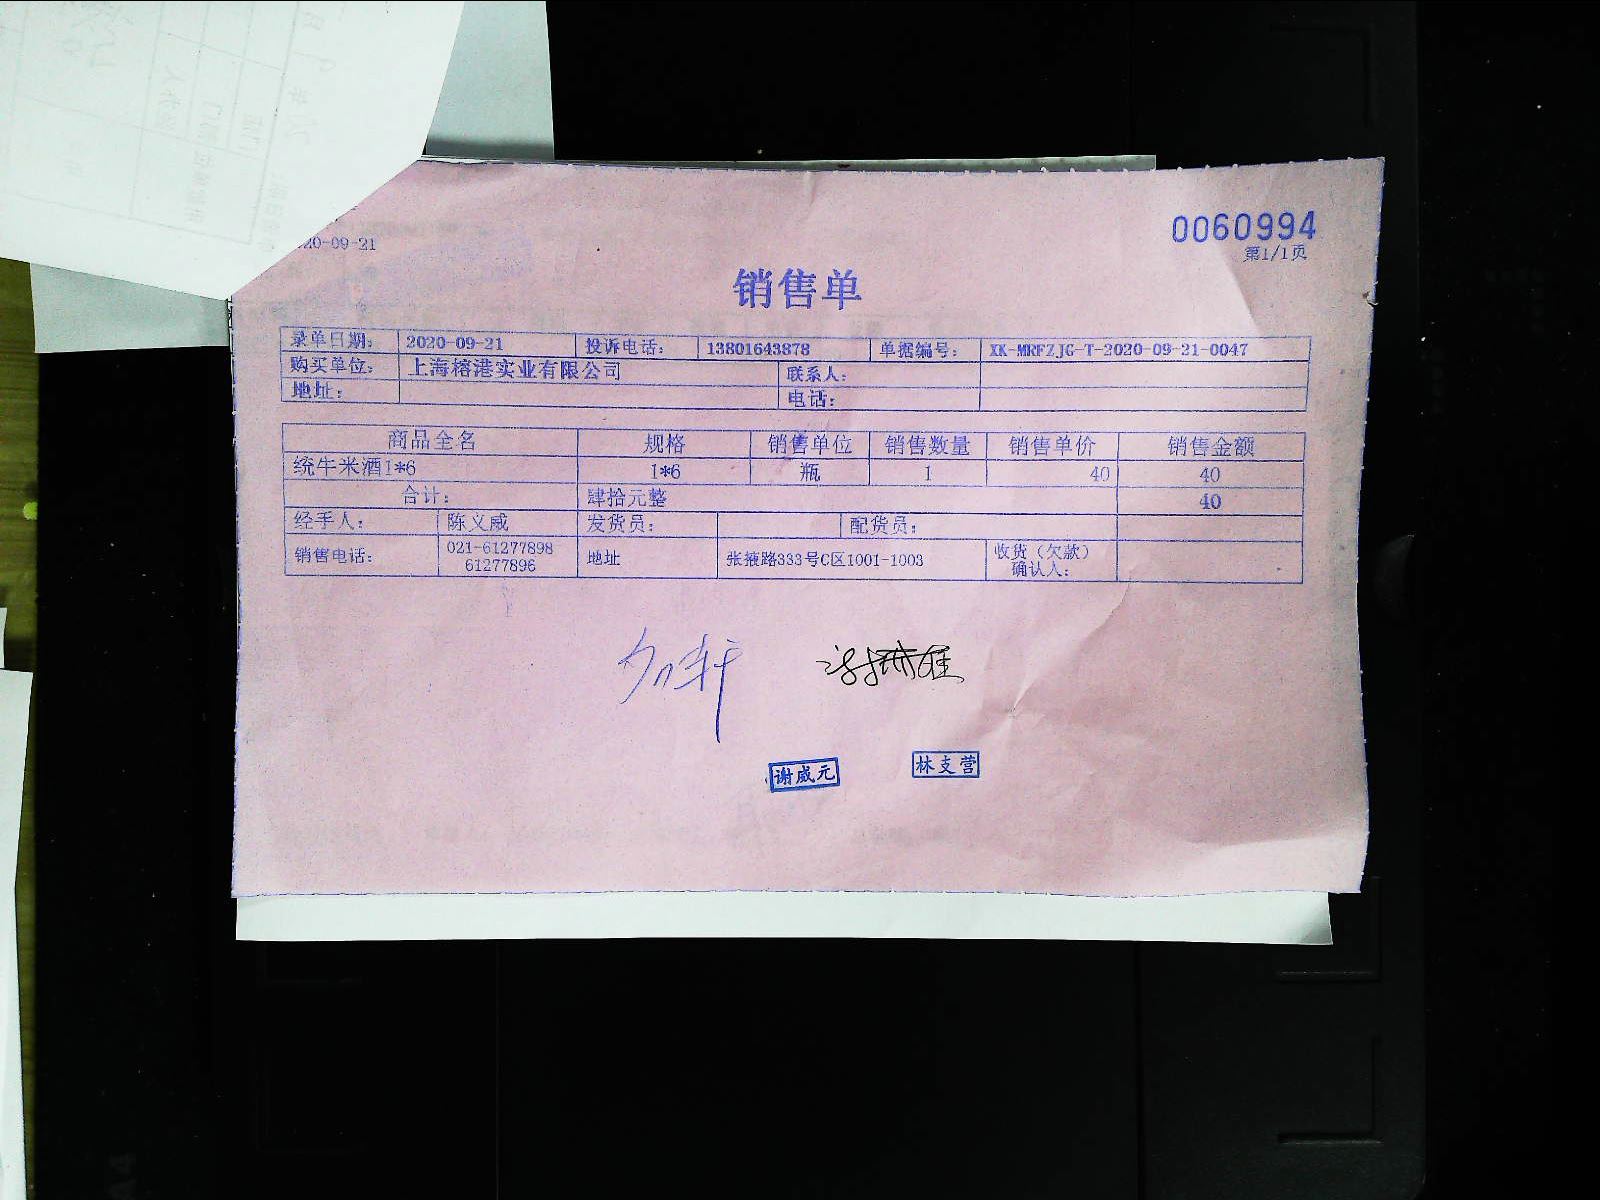 20-09-21
0060994
第1/1页
销售单
录单日期: 2020-09-21 投诉电话: 13801643878 单据编号: XK-MRFZJG-T-2020-09-21-0047
购买单位: 上海榕港实业有限公司 联系人:
地址: 电话:
商品全名 规格 销售单位 销售数量 销售单价 销售金额
统牛米酒1*6 1*6 瓶 1 40 40
合计: 肆拾元整 40
经手人: 陈义威 发货员: 配货员:
销售电话: 021-61277898 61277896 地址 张掖路333号C区1001-1003 收货(欠款)确认人:
谢威元 林支营